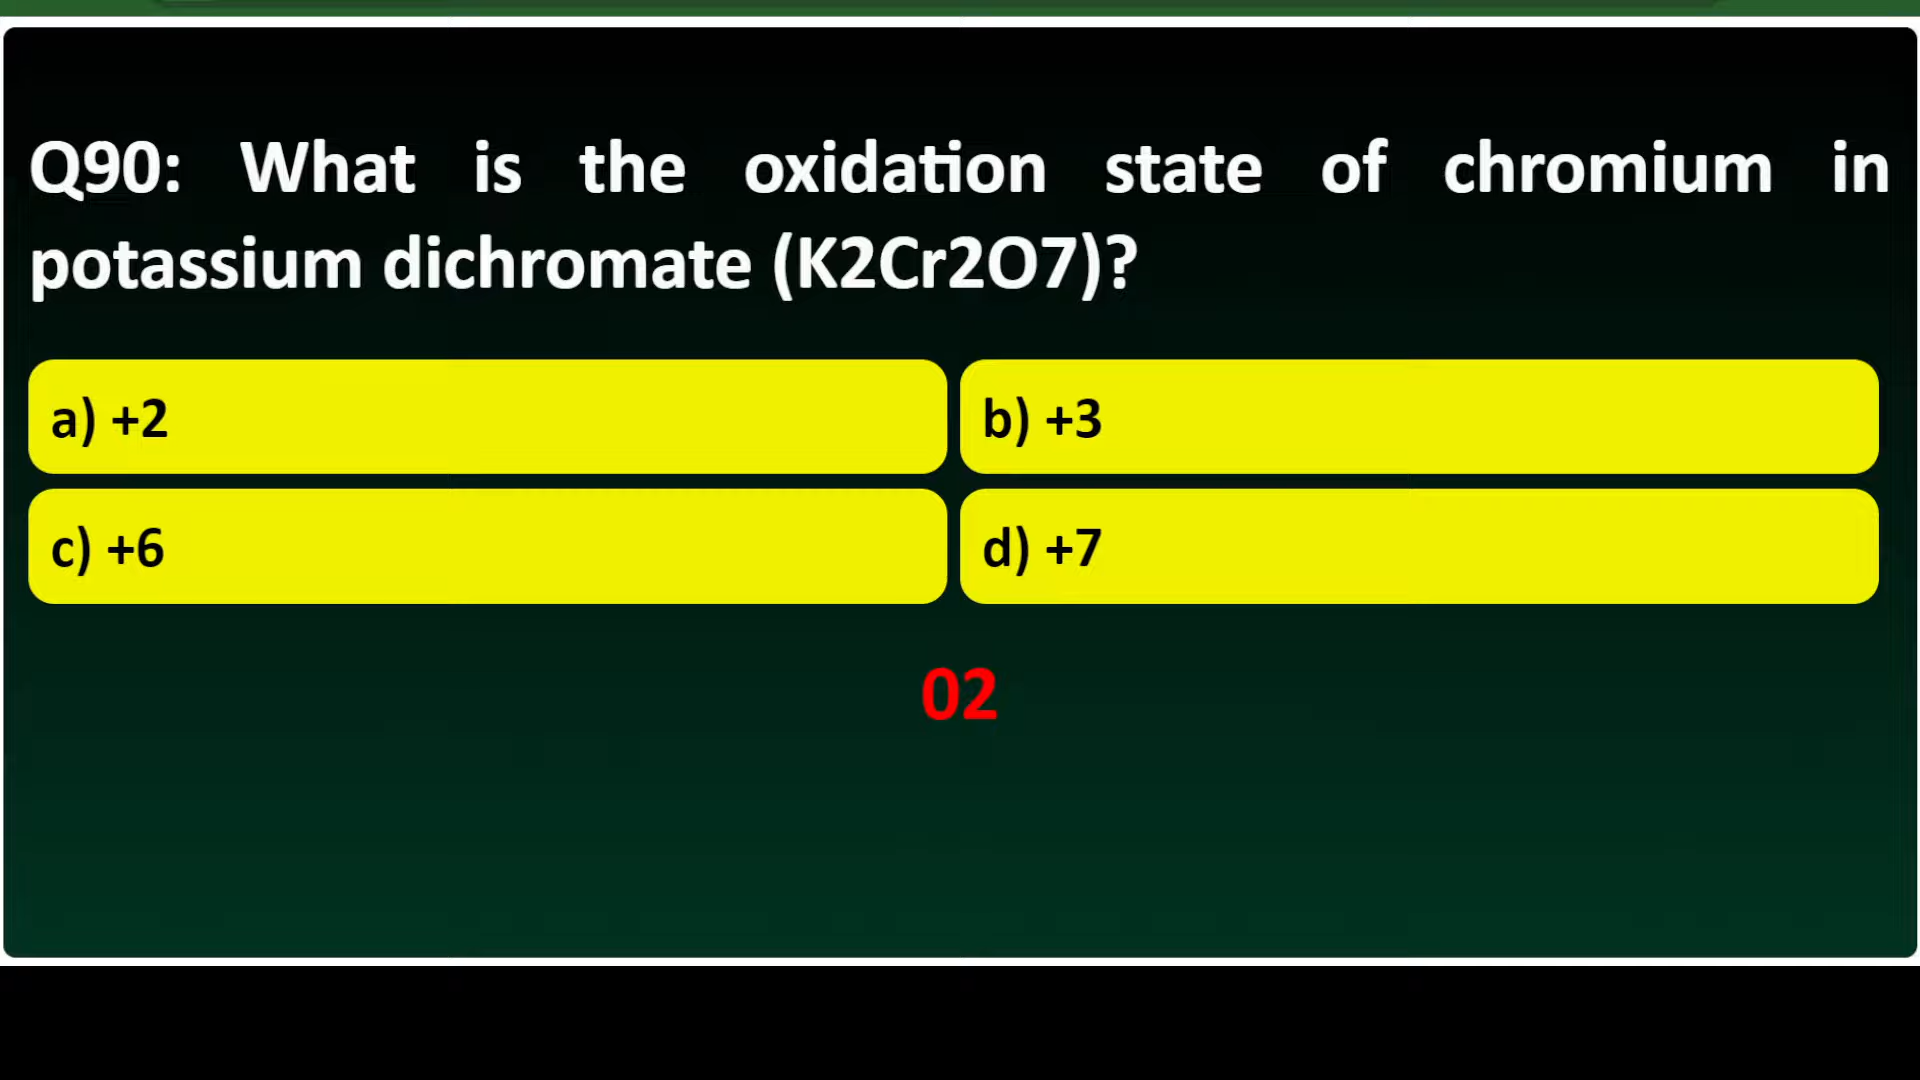 Q90: What is the oxidation state of chromium in
potassium dichromate (K2Cr2O7)?
a) +2
b) +3
c) +6
d) +7
02